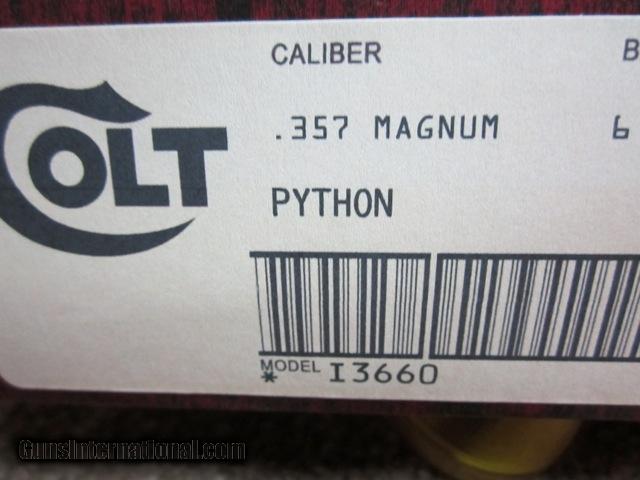 CALIBER B
COLT
.357 MAGNUM 6
PYTHON
MODEL
* I3660
GunsInternational.com